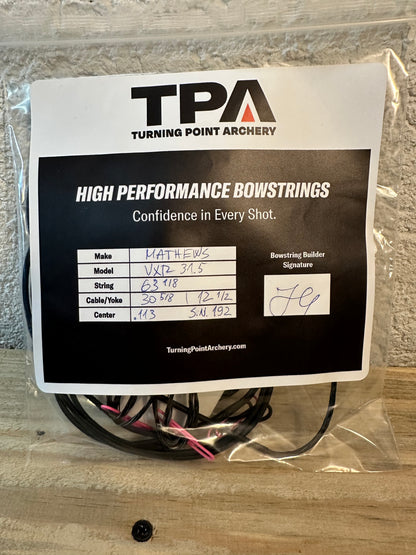 TPA
TURNING POINT ARCHERY
HIGH PERFORMANCE BOWSTRINGS
Confidence in Every Shot.
Make MATHEWS
Model VXR 31.5
String 63 1/8
Cable/Yoke 30 5/8 | 12 1/2
Center .113 S.N. 192
Bowstring Builder
Signature
TurningPointArchery.com